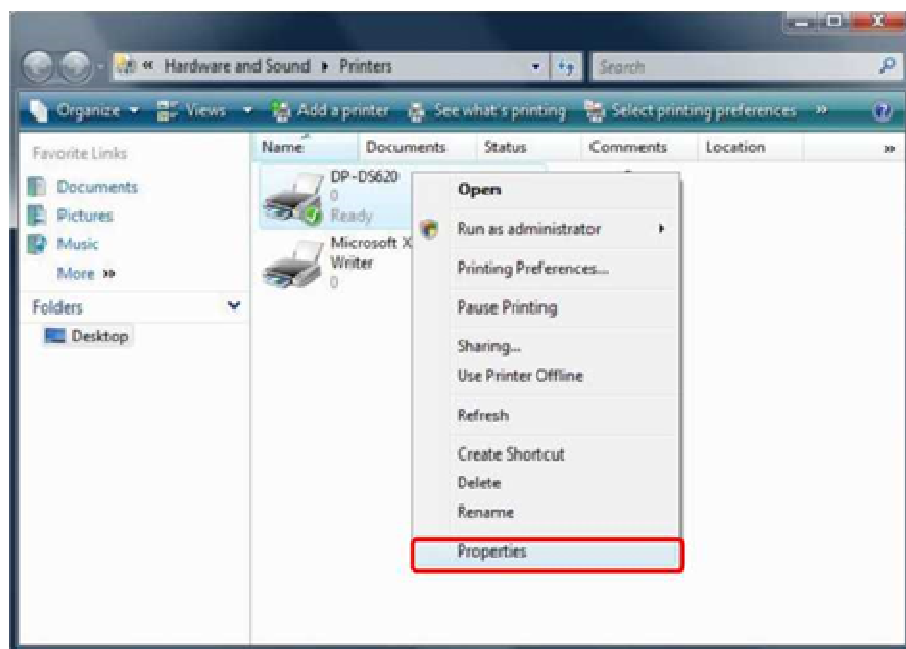 « Hardware and Sound ▸ Printers
Search
Organize Views Add a printer See what's printing Select printing preferences »
Favorite Links
Documents
Pictures
Music
More »
Folders
Desktop
Name Documents Status Comments Location »
DP-DS620
0
Ready
Microsoft X
Writer
0
Open
Run as administrator
Printing Preferences...
Pause Printing
Sharing...
Use Printer Offline
Refresh
Create Shortcut
Delete
Rename
Properties